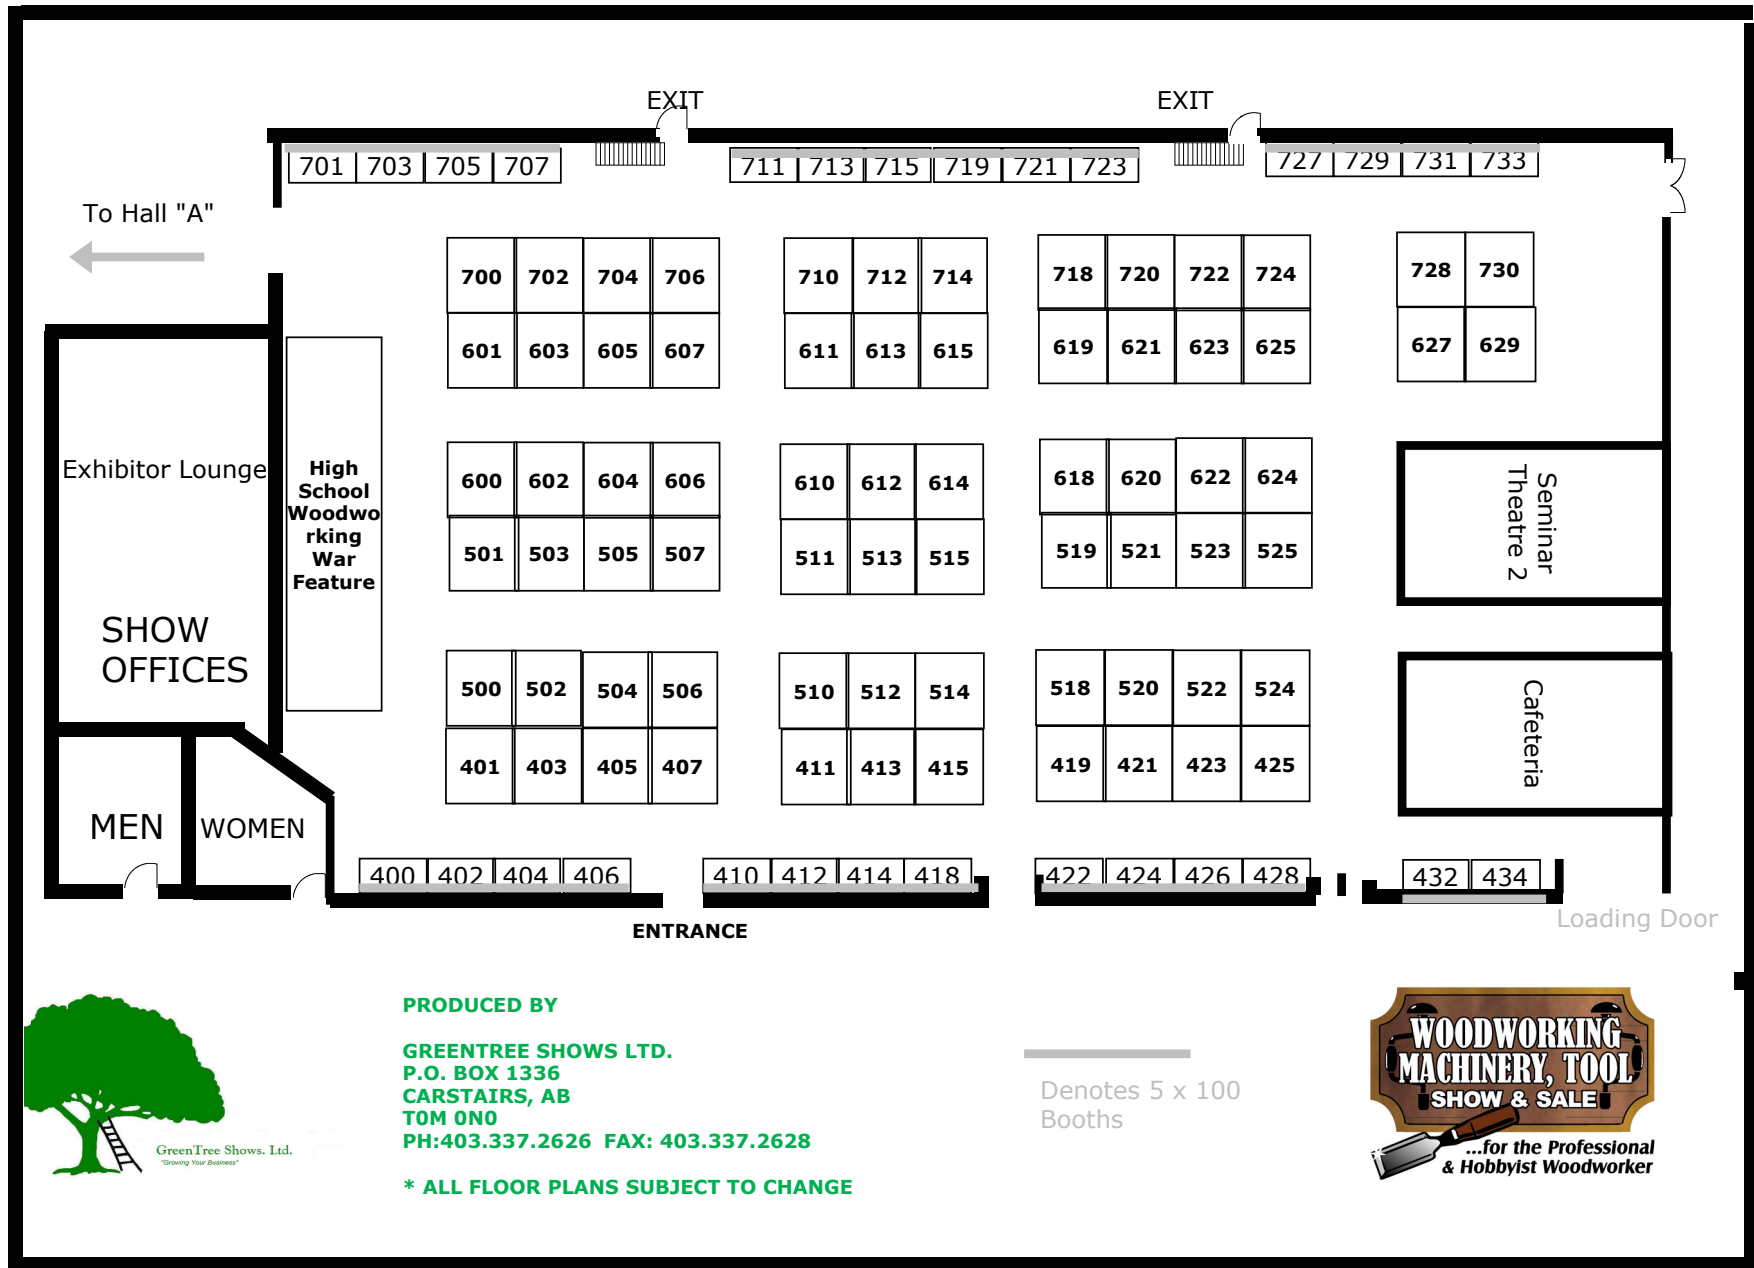 EXIT EXIT
701 703 705 707 711 713 715 719 721 723 727 729 731 733
To Hall "A"
700 702 704 706 710 712 714 718 720 722 724 728 730
601 603 605 607 611 613 615 619 621 623 625 627 629
Exhibitor Lounge
High
School
Woodwo
rking
War
Feature
600 602 604 606 610 612 614 618 620 622 624
501 503 505 507 511 513 515 519 521 523 525
Seminar
Theatre 2
SHOW
OFFICES
500 502 504 506 510 512 514 518 520 522 524
401 403 405 407 411 413 415 419 421 423 425
Cafeteria
MEN WOMEN
400 402 404 406 410 412 414 418 422 424 426 428 432 434
ENTRANCE
Loading Door
PRODUCED BY
GREENTREE SHOWS LTD.
P.O. BOX 1336
CARSTAIRS, AB
T0M 0N0
PH:403.337.2626 FAX: 403.337.2628
* ALL FLOOR PLANS SUBJECT TO CHANGE
GreenTree Shows. Ltd.
"Growing Your Business"
Denotes 5 x 100
Booths
WOODWORKING
MACHINERY, TOOL
SHOW & SALE
...for the Professional
& Hobbyist Woodworker